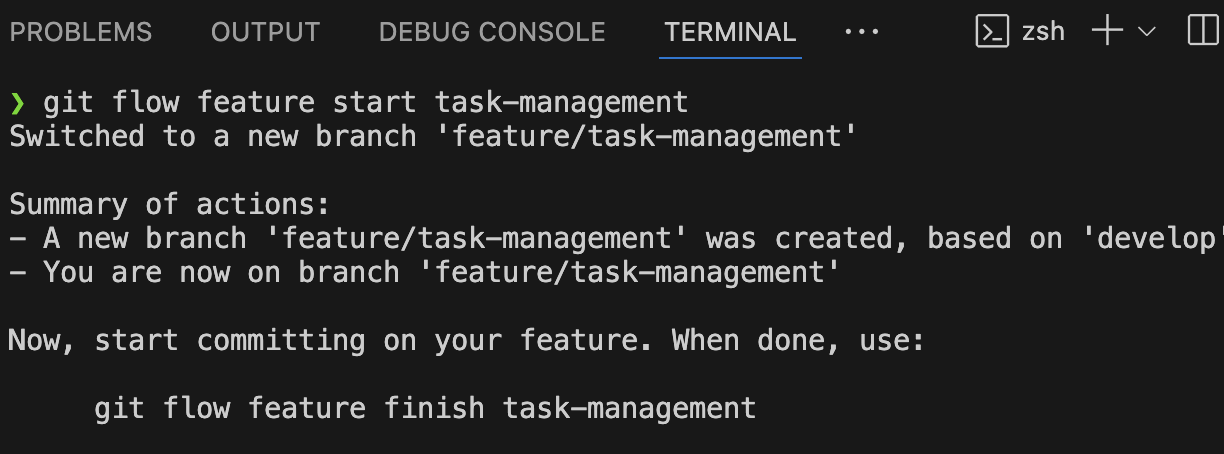 PROBLEMS OUTPUT DEBUG CONSOLE TERMINAL ··· zsh
❯ git flow feature start task-management
Switched to a new branch 'feature/task-management'
Summary of actions:
- A new branch 'feature/task-management' was created, based on 'develop'
- You are now on branch 'feature/task-management'
Now, start committing on your feature. When done, use:
git flow feature finish task-management